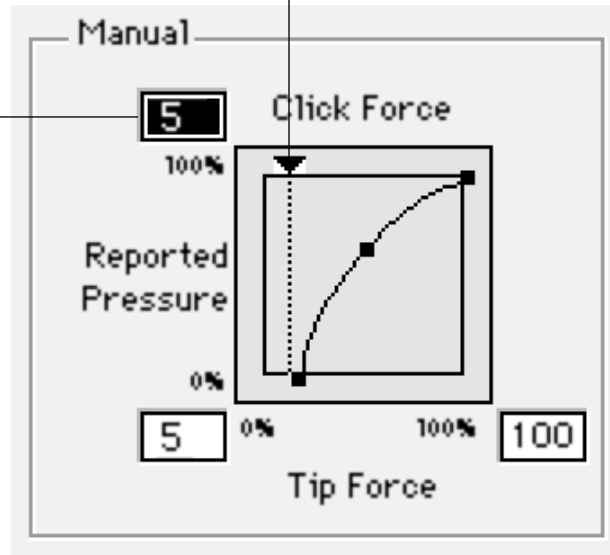 Manual
5
Click Force
100%
Reported
Pressure
0%
5
0%
100%
100
Tip Force